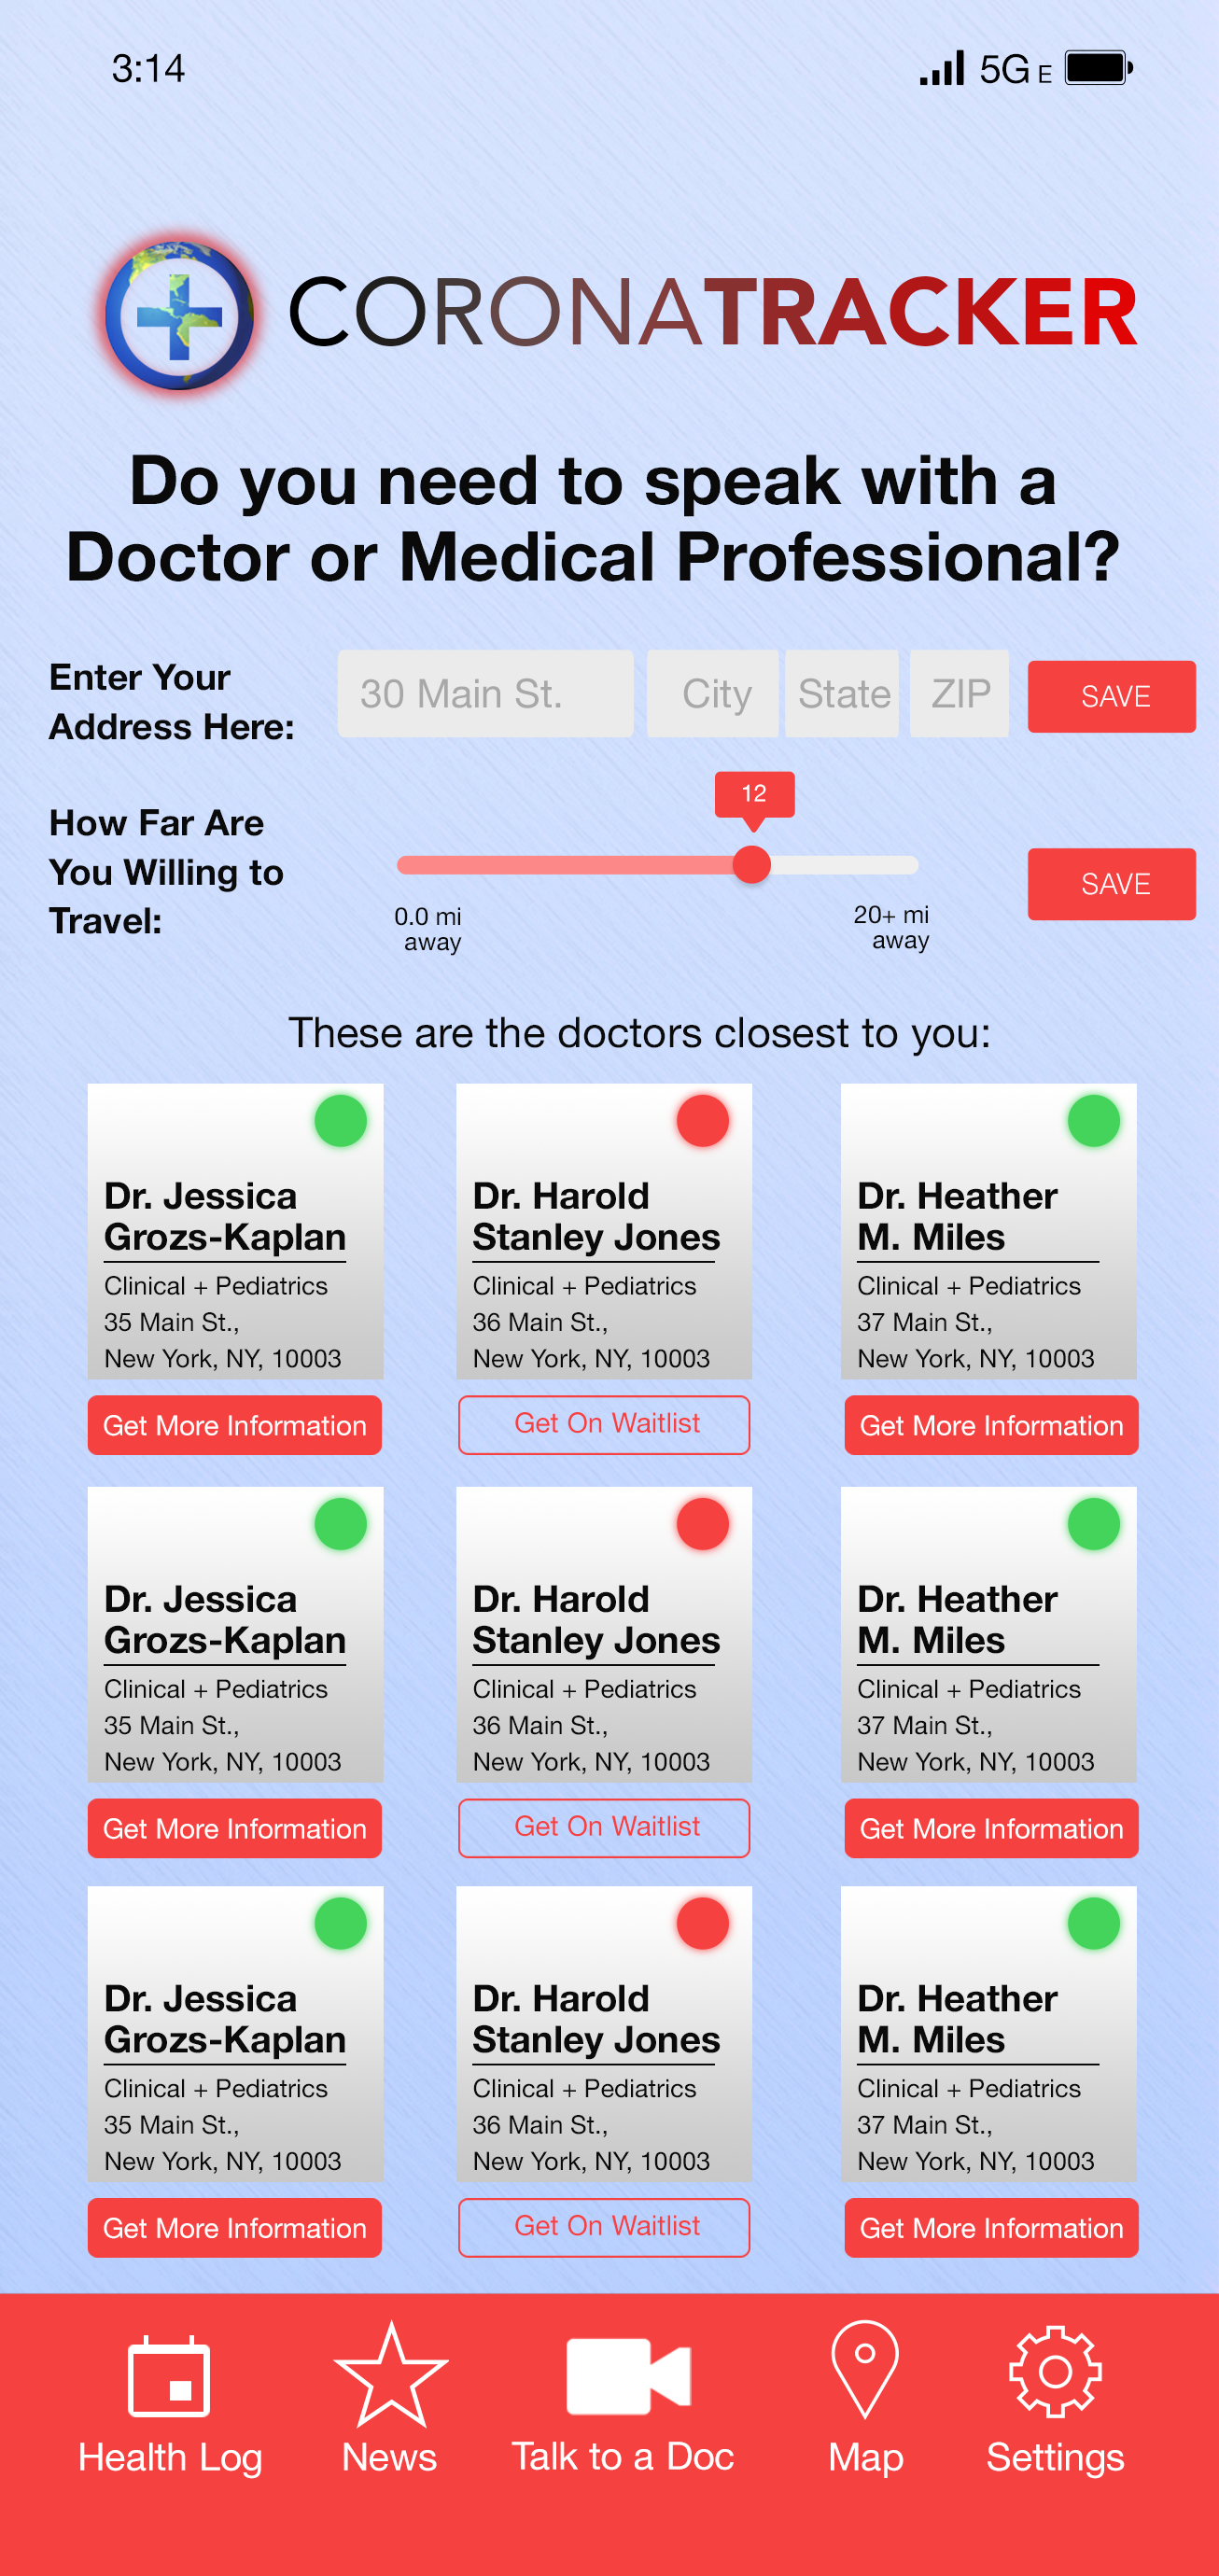 3:14
5G E
CORONATRACKER
Do you need to speak with a
Doctor or Medical Professional?
Enter Your
Address Here:
30 Main St.
City
State
ZIP
SAVE
12
How Far Are
You Willing to
Travel:
0.0 mi
away
20+ mi
away
SAVE
These are the doctors closest to you:
Dr. Jessica
Grozs-Kaplan
Clinical + Pediatrics
35 Main St.,
New York, NY, 10003
Get More Information
Dr. Harold
Stanley Jones
Clinical + Pediatrics
36 Main St.,
New York, NY, 10003
Get On Waitlist
Dr. Heather
M. Miles
Clinical + Pediatrics
37 Main St.,
New York, NY, 10003
Get More Information
Dr. Jessica
Grozs-Kaplan
Clinical + Pediatrics
35 Main St.,
New York, NY, 10003
Get More Information
Dr. Harold
Stanley Jones
Clinical + Pediatrics
36 Main St.,
New York, NY, 10003
Get On Waitlist
Dr. Heather
M. Miles
Clinical + Pediatrics
37 Main St.,
New York, NY, 10003
Get More Information
Dr. Jessica
Grozs-Kaplan
Clinical + Pediatrics
35 Main St.,
New York, NY, 10003
Get More Information
Dr. Harold
Stanley Jones
Clinical + Pediatrics
36 Main St.,
New York, NY, 10003
Get On Waitlist
Dr. Heather
M. Miles
Clinical + Pediatrics
37 Main St.,
New York, NY, 10003
Get More Information
Health Log
News
Talk to a Doc
Map
Settings